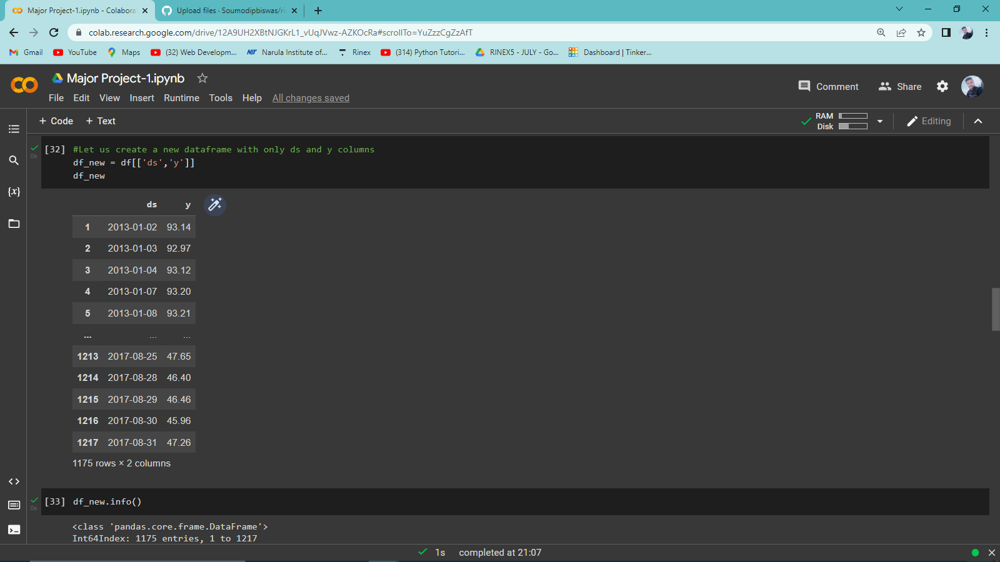 Major Project-1.ipynb - Colabora
Upload files · Soumodipbiswas/ri
colab.research.google.com/drive/12A9UH2XBtNJGKrL1_vUqJVwz-AZKOcRa#scrollTo=YuZzzCgZzAfT
Gmail YouTube Maps (32) Web Developm... NiT Narula Institute of... Rinex (314) Python Tutori... RINEX5 - JULY - Go... Dashboard | Tinker...
Major Project-1.ipynb
Comment Share
File Edit View Insert Runtime Tools Help All changes saved
+ Code + Text
RAM
Disk
Editing
{x}
0s
[32] #Let us create a new dataframe with only ds and y columns
df_new = df[['ds','y']]
df_new
ds y
1 2013-01-02 93.14
2 2013-01-03 92.97
3 2013-01-04 93.12
4 2013-01-07 93.20
5 2013-01-08 93.21
... ... ...
1213 2017-08-25 47.65
1214 2017-08-28 46.40
1215 2017-08-29 46.46
1216 2017-08-30 45.96
1217 2017-08-31 47.26
1175 rows × 2 columns
0s
[33] df_new.info()
<class 'pandas.core.frame.DataFrame'>
Int64Index: 1175 entries, 1 to 1217
1s completed at 21:07